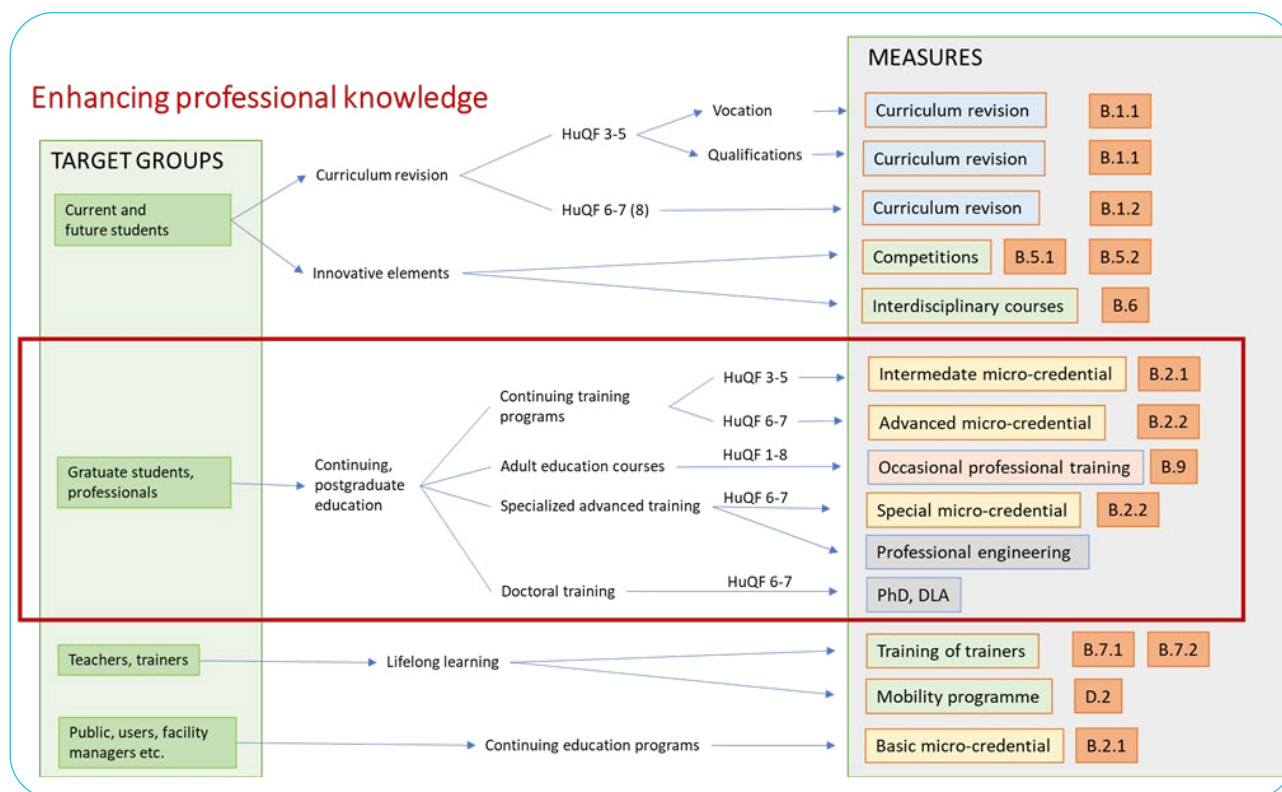 MEASURES
Enhancing professional knowledge
TARGET GROUPS
Current and
future students
Curriculum revision
HuQF 3-5
Vocation
Curriculum revision
B.1.1
Qualifications
Curriculum revision
B.1.1
HuQF 6-7 (8)
Curriculum revison
B.1.2
Innovative elements
Competitions
B.5.1
B.5.2
Interdisciplinary courses
B.6
Gratuate students,
professionals
Continuing,
postgraduate
education
Continuing training
programs
HuQF 3-5
Intermedate micro-credential
B.2.1
HuQF 6-7
Advanced micro-credential
B.2.2
Adult education courses
HuQF 1-8
Occasional professional training
B.9
Specialized advanced training
HuQF 6-7
Special micro-credential
B.2.2
Professional engineering
Doctoral training
HuQF 6-7
PhD, DLA
Teachers, trainers
Lifelong learning
Training of trainers
B.7.1
B.7.2
Mobility programme
D.2
Public, users, facility
managers etc.
Continuing education programs
Basic micro-credential
B.2.1